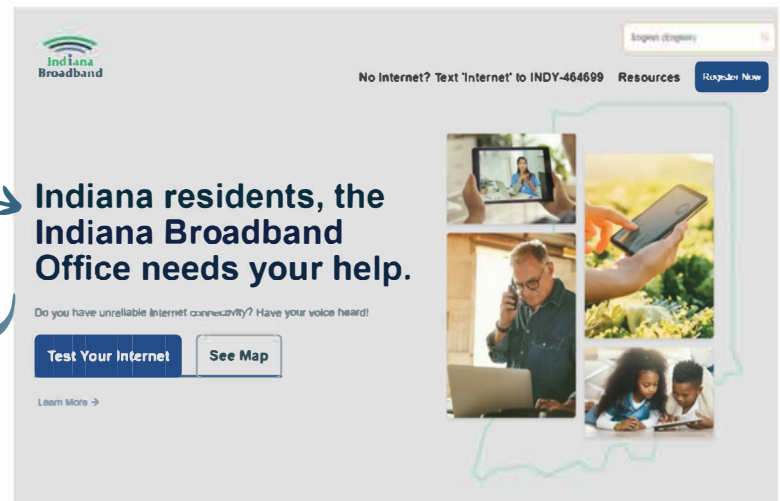 Indiana
Broadband
English (English)
No Internet? Text 'Internet' to INDY-464699 Resources Register Now
Indiana residents, the
Indiana Broadband
Office needs your help.
Do you have unreliable internet connectivity? Have your voice heard!
Test Your Internet See Map
Learn More →